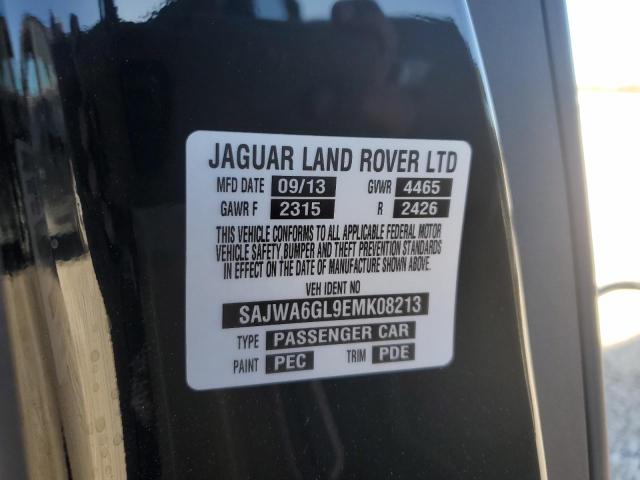 JAGUAR LAND ROVER LTD
MFD DATE 09/13 GVWR 4465
GAWR F 2315 R 2426
THIS VEHICLE CONFORMS TO ALL APPLICABLE FEDERAL MOTOR
VEHICLE SAFETY, BUMPER AND THEFT PREVENTION STANDARDS
IN EFFECT ON THE DATE OF MANUFACTURE SHOWN ABOVE.
VEH IDENT NO
SAJWA6GL9EMK08213
TYPE PASSENGER CAR
PAINT PEC TRIM PDE